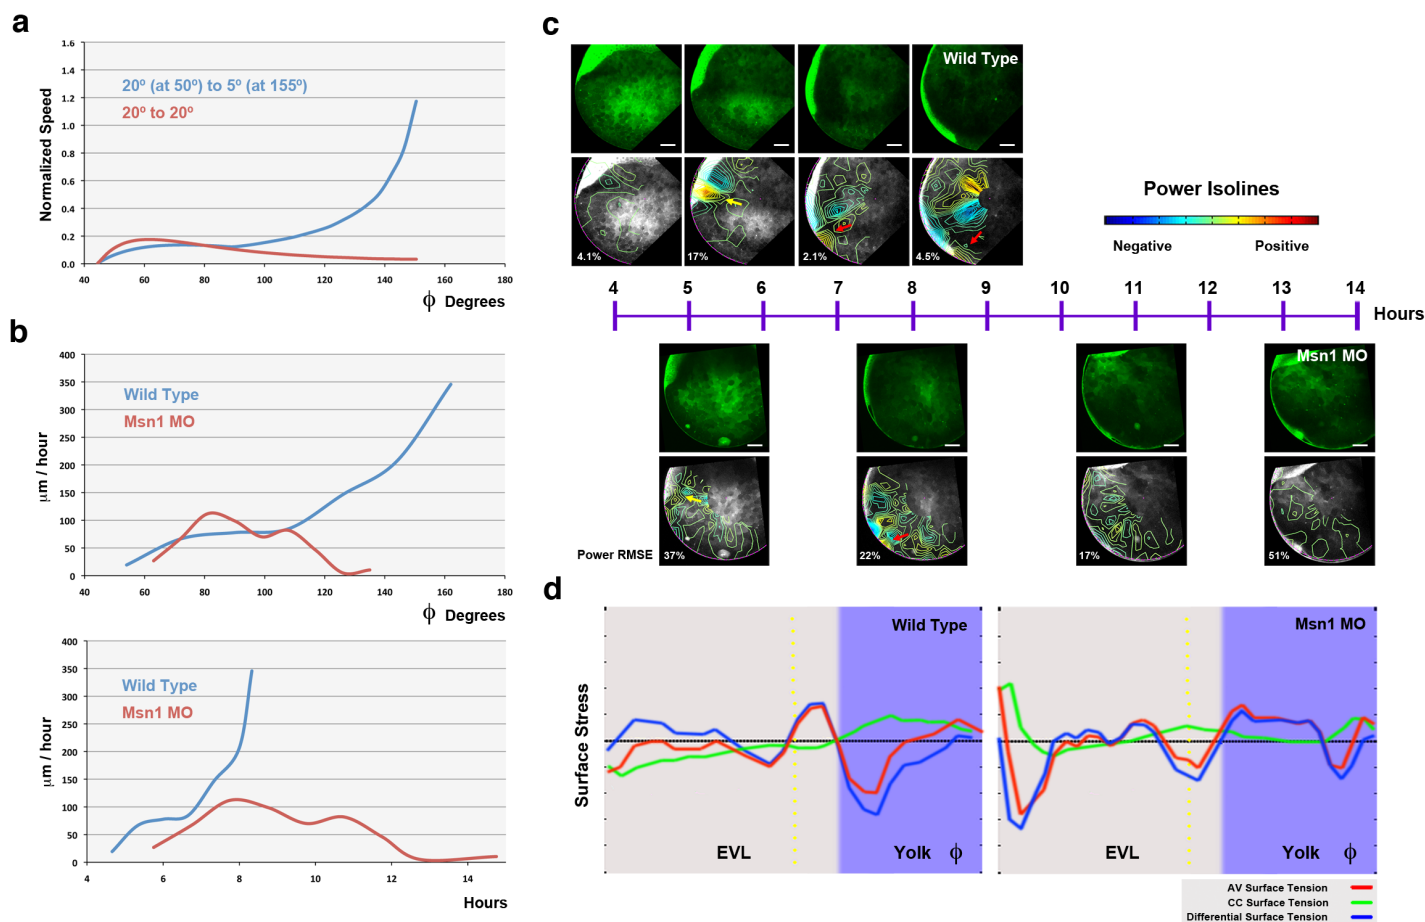 a
1.6
1.4
1.2
1.0
0.8
0.6
0.4
0.2
0.0
Normalized Speed
20º (at 50º) to 5º (at 155º)
20º to 20º
40 60 80 100 120 140 160 180
ϕ Degrees
b
400
350
300
250
200
150
100
50
0
μm / hour
Wild Type
Msn1 MO
40 60 80 100 120 140 160 180
ϕ Degrees
400
350
300
250
200
150
100
50
0
μm / hour
Wild Type
Msn1 MO
4 6 8 10 12 14
Hours
c
Wild Type
4.1% 17% 2.1% 4.5%
Power Isolines
Negative Positive
4 5 6 7 8 9 10 11 12 13 14
Hours
Msn1 MO
Power RMSE 37% 22% 17% 51%
d
Surface Stress
Wild Type
EVL Yolk ϕ
Msn1 MO
EVL Yolk ϕ
AV Surface Tension
CC Surface Tension
Differential Surface Tension